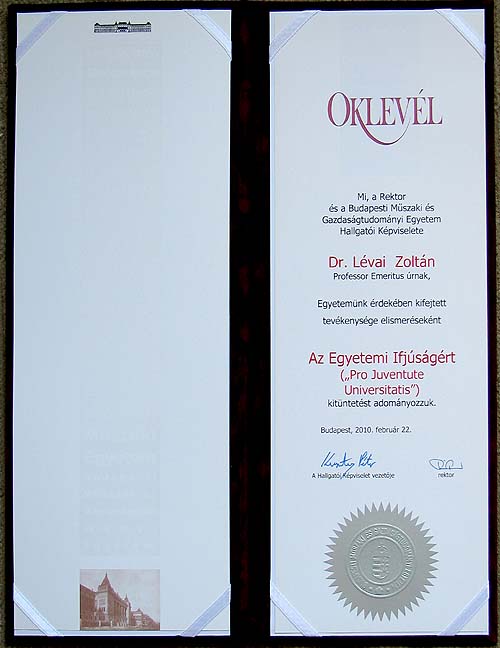 OKLEVÉL
Mi, a Rektor
és a Budapesti Műszaki és
Gazdaságtudományi Egyetem
Hallgatói Képviselete
Dr. Lévai Zoltán
Professor Emeritus úrnak,
Egyetemünk érdekében kifejtett
tevékenysége elismeréseként
Az Egyetemi Ifjúságért
(„Pro Juventute
Universitatis”)
kitüntetést adományozzuk.
Budapest, 2010. február 22.
A Hallgatói Képviselet vezetője
rektor